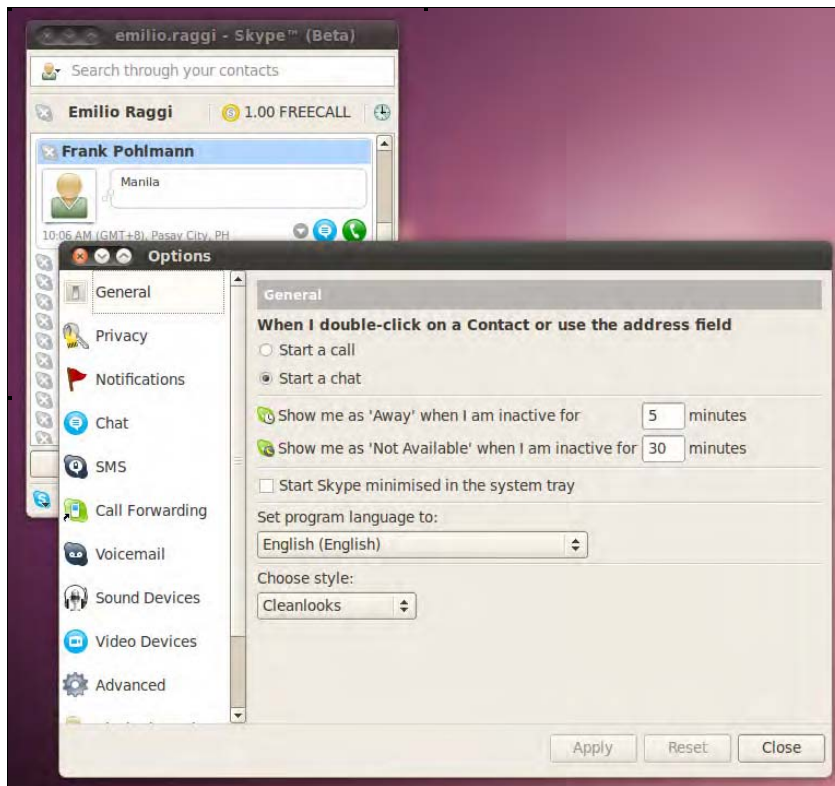 emilio.raggi - Skype™ (Beta)
Search through your contacts
Emilio Raggi 1.00 FREECALL
Frank Pohlmann
Manila
10:06 AM (GMT+8), Pasay City, PH
Options
General
Privacy
Notifications
Chat
SMS
Call Forwarding
Voicemail
Sound Devices
Video Devices
Advanced
General
When I double-click on a Contact or use the address field
Start a call
Start a chat
Show me as 'Away' when I am inactive for 5 minutes
Show me as 'Not Available' when I am inactive for 30 minutes
Start Skype minimised in the system tray
Set program language to:
English (English)
Choose style:
Cleanlooks
Apply Reset Close